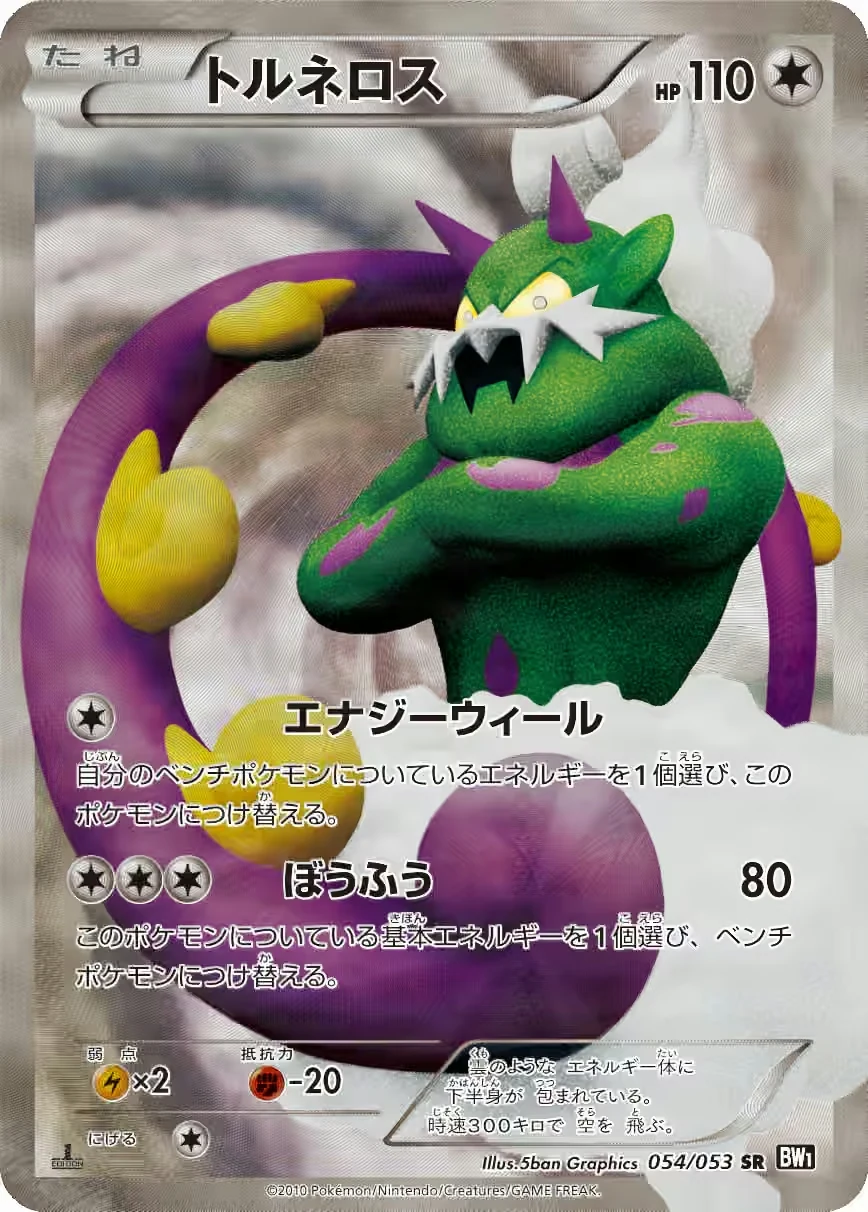 たね
トルネロス
HP 110
エナジーウィール
自分のベンチポケモンについているエネルギーを1個選び、この
ポケモンにつけ替える。
ぼうふう 80
このポケモンについている基本エネルギーを1個選び、ベンチ
ポケモンにつけ替える。
弱点 抵抗力
×2 -20
にげる
雲のような エネルギー体に
下半身が 包まれている。
時速300キロで 空を 飛ぶ。
1 EDITION
Illus.5ban Graphics 054/053 SR BW1
©2010 Pokémon/Nintendo/Creatures/GAME FREAK.